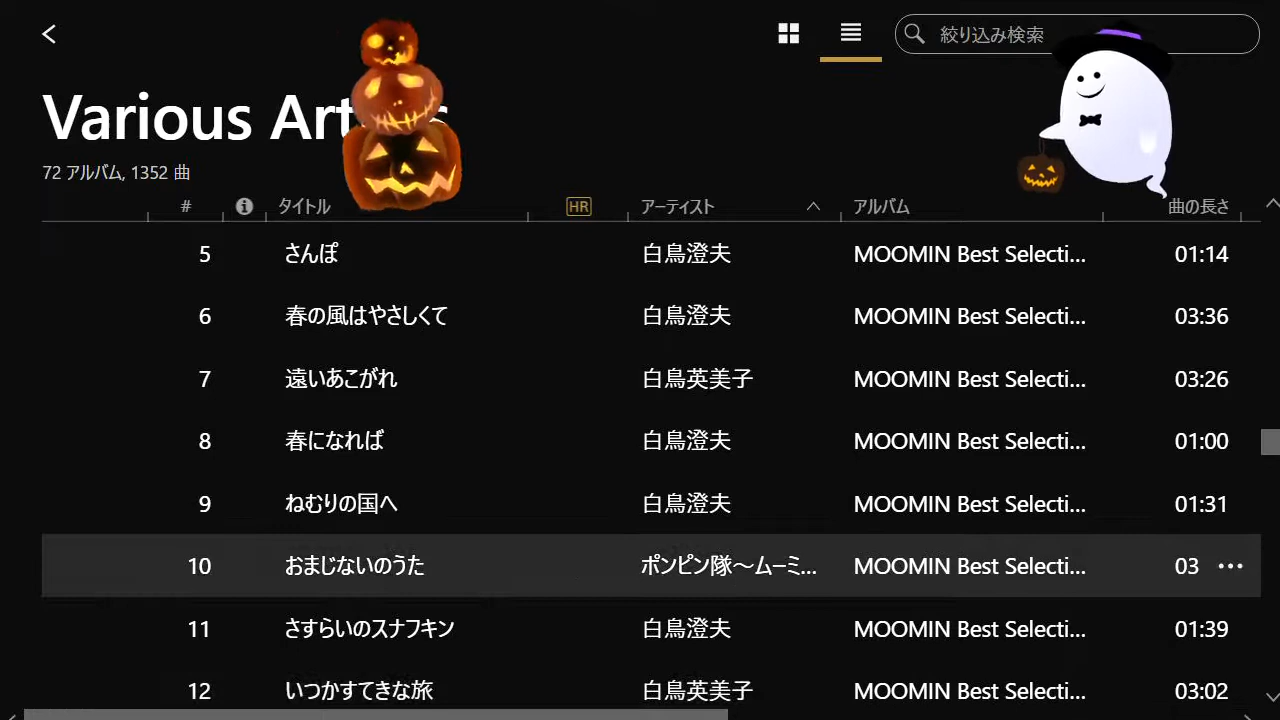 絞り込み検索
Various Artists
72 アルバム, 1352 曲
# タイトル HR アーティスト アルバム 曲の長さ
5 さんぽ 白鳥澄夫 MOOMIN Best Selecti... 01:14
6 春の風はやさしくて 白鳥澄夫 MOOMIN Best Selecti... 03:36
7 遠いあこがれ 白鳥英美子 MOOMIN Best Selecti... 03:26
8 春になれば 白鳥澄夫 MOOMIN Best Selecti... 01:00
9 ねむりの国へ 白鳥澄夫 MOOMIN Best Selecti... 01:31
10 おまじないのうた ポンピン隊〜ムーミ... MOOMIN Best Selecti... 03 ...
11 さすらいのスナフキン 白鳥澄夫 MOOMIN Best Selecti... 01:39
12 いつかすてきな旅 白鳥英美子 MOOMIN Best Selecti... 03:02